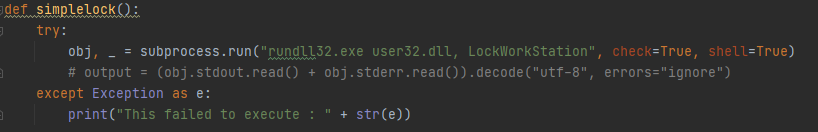 def simplelock():
    try:
        obj, _ = subprocess.run("rundll32.exe user32.dll, LockWorkStation", check=True, shell=True)
        # output = (obj.stdout.read() + obj.stderr.read()).decode("utf-8", errors="ignore")
    except Exception as e:
        print("This failed to execute : " + str(e))